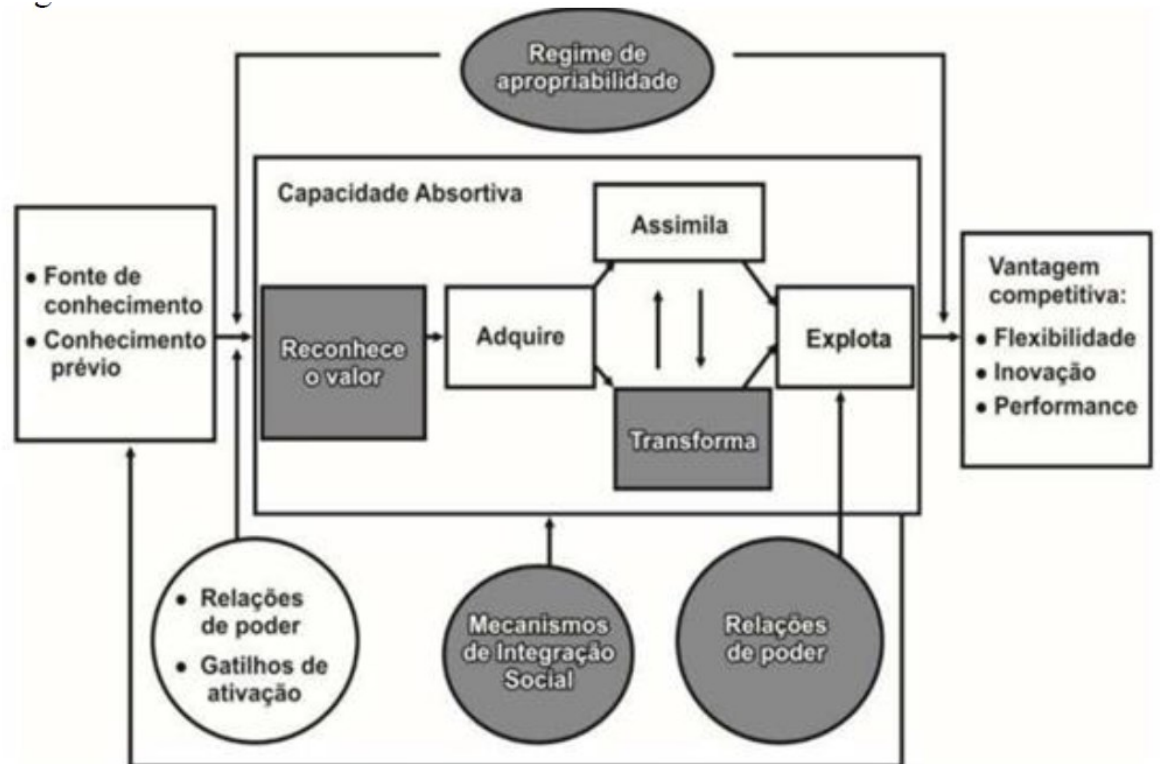 Regime de
apropriabilidade
Capacidade Absortiva
• Fonte de
conhecimento
• Conhecimento
prévio
Reconhece
o valor
Adquire
Assimila
Transforma
Explota
Vantagem
competitiva:
• Flexibilidade
• Inovação
• Performance
• Relações
de poder
• Gatilhos de
ativação
Mecanismos
de Integração
Social
Relações
de poder